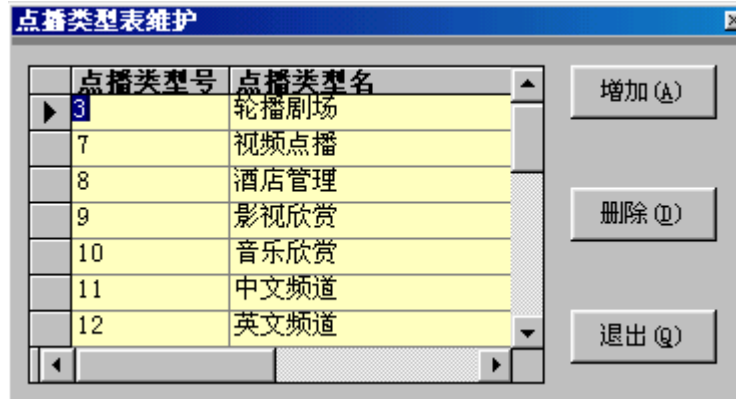 点播类型表维护
点播类型号 点播类型名
3 轮播剧场
7 视频点播
8 酒店管理
9 影视欣赏
10 音乐欣赏
11 中文频道
12 英文频道
增加(A)
删除(D)
退出(Q)